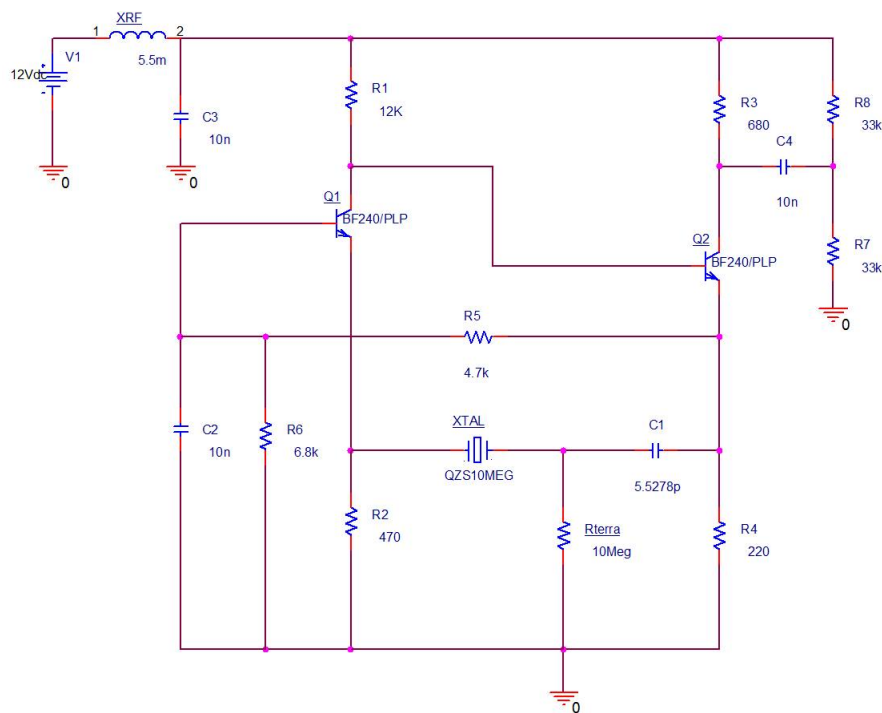 XRF
1
2
5.5m
V1
12Vdc
0
C3
10n
0
R1
12K
R3
680
R8
33k
C4
10n
R7
33k
0
Q1
BF240/PLP
Q2
BF240/PLP
R5
4.7k
C2
10n
R6
6.8k
XTAL
QZS10MEG
C1
5.5278p
R2
470
Rterra
10Meg
R4
220
0